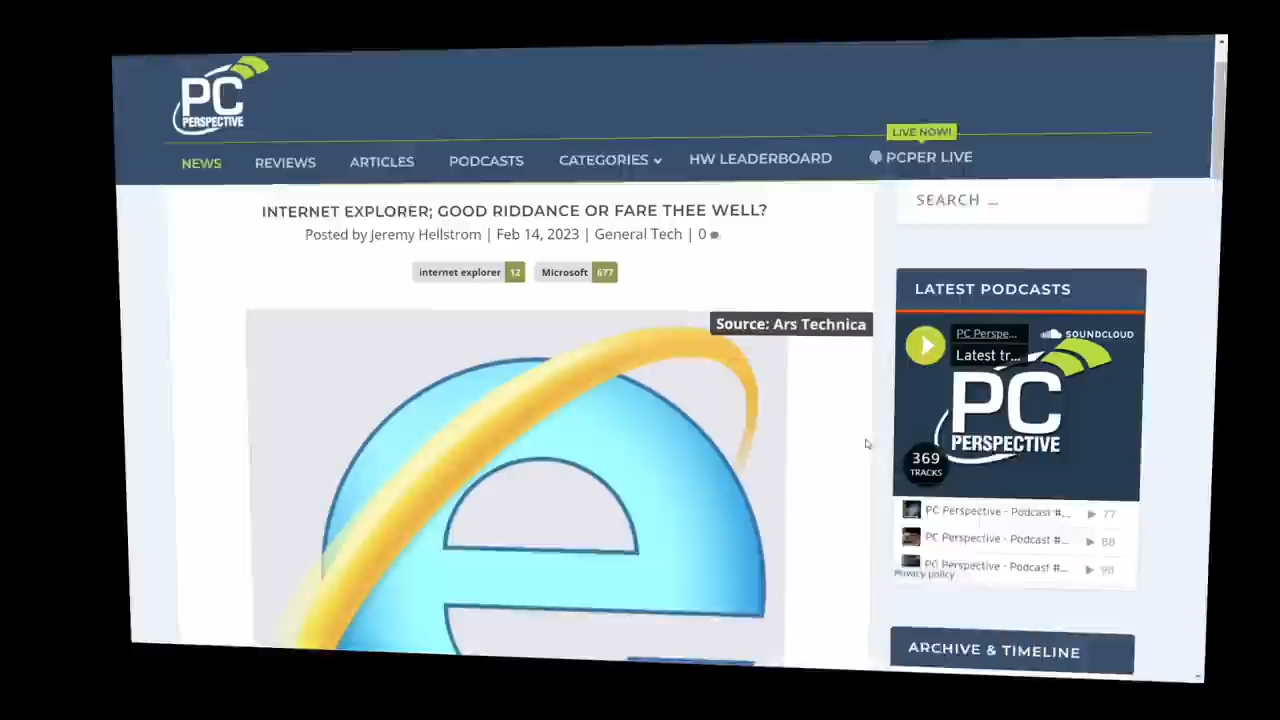 PC
PERSPECTIVE
LIVE NOW!
NEWS
REVIEWS
ARTICLES
PODCASTS
CATEGORIES
HW LEADERBOARD
PCPER LIVE
INTERNET EXPLORER; GOOD RIDDANCE OR FARE THEE WELL?
Posted by Jeremy Hellstrom | Feb 14, 2023 | General Tech | 0
internet explorer 12
Microsoft 677
Source: Ars Technica
SEARCH …
LATEST PODCASTS
PC Perspe...
SOUNDCLOUD
Latest tr...
PC
PERSPECTIVE
369
TRACKS
PC Perspective - Podcast #... 77
PC Perspective - Podcast #... 88
PC Perspective - Podcast #... 98
Privacy policy
ARCHIVE & TIMELINE